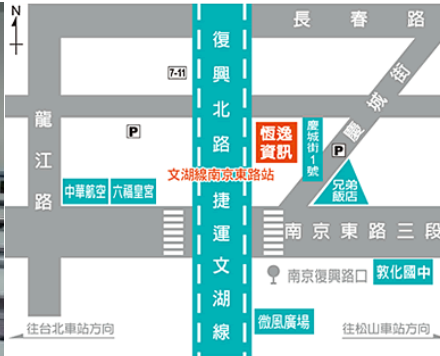 N
長春路
復興北路
捷運文湖線
7-11
慶城街
龍江路
P
恆逸
資訊
慶城街1號
P
文湖線南京東路站
兄弟
飯店
中華航空
六福皇宮
南京東路三段
南京復興路口
敦化國中
微風廣場
往台北車站方向
往松山車站方向